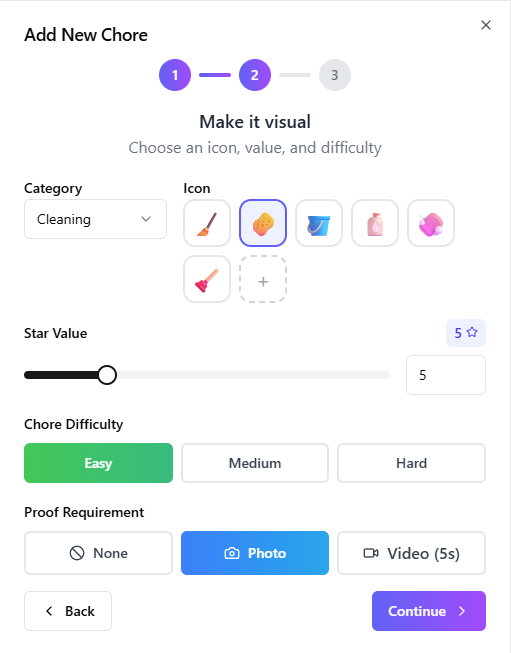 Add New Chore
1 2 3
Make it visual
Choose an icon, value, and difficulty
Category Icon
Cleaning
+
Star Value 5
5
Chore Difficulty
Easy Medium Hard
Proof Requirement
None Photo Video (5s)
Back Continue